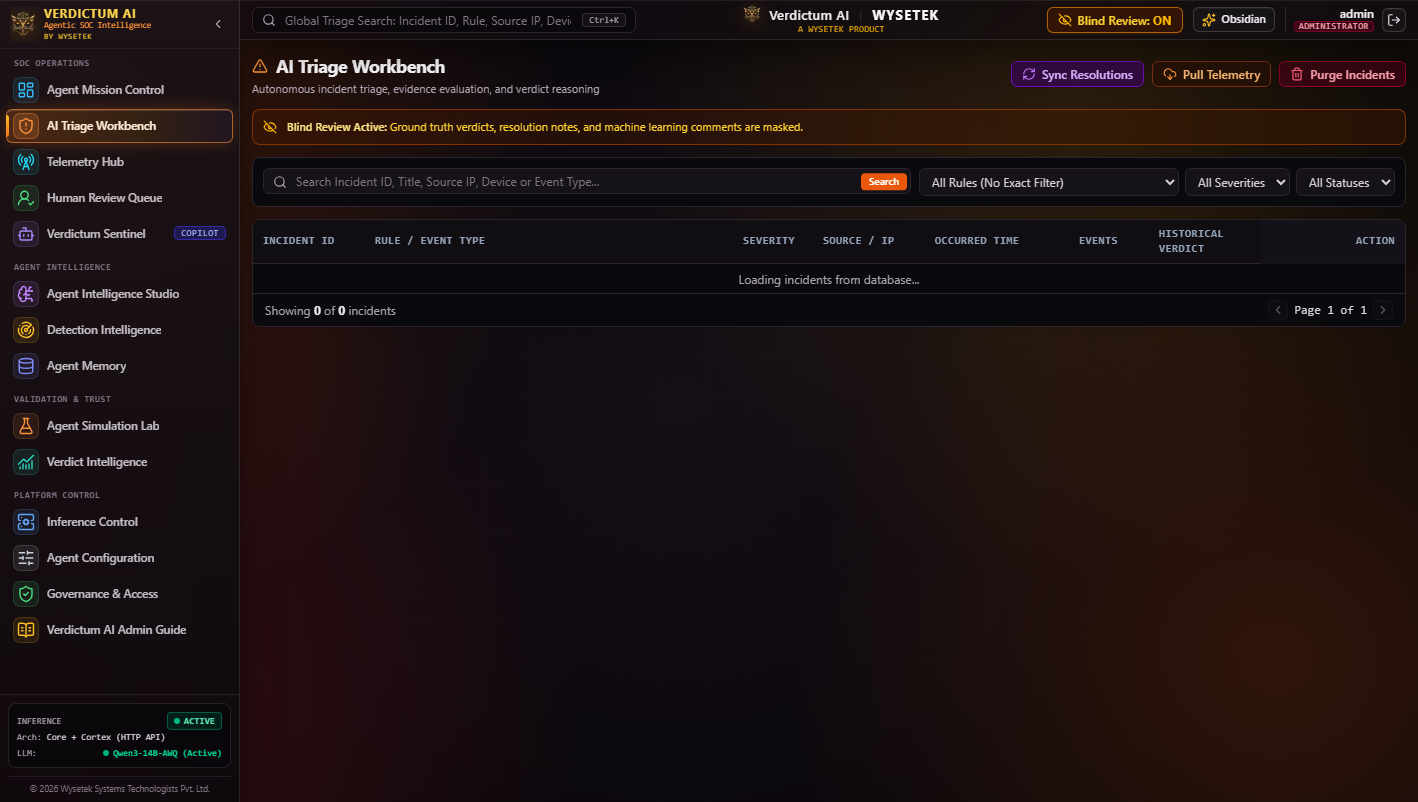 VERDICTUM AI
Agentic SOC Intelligence
BY WYSETEK
Global Triage Search: Incident ID, Rule, Source IP, Devic
Ctrl+K
Verdictum AI | WYSETEK
A WYSETEK PRODUCT
Blind Review: ON
Obsidian
admin
ADMINISTRATOR
SOC OPERATIONS
Agent Mission Control
AI Triage Workbench
Telemetry Hub
Human Review Queue
Verdictum Sentinel
COPILOT
AGENT INTELLIGENCE
Agent Intelligence Studio
Detection Intelligence
Agent Memory
VALIDATION & TRUST
Agent Simulation Lab
Verdict Intelligence
PLATFORM CONTROL
Inference Control
Agent Configuration
Governance & Access
Verdictum AI Admin Guide
INFERENCE
ACTIVE
Arch: Core + Cortex (HTTP API)
LLM: Qwen3-14B-AWQ (Active)
© 2026 Wysetek Systems Technologists Pvt. Ltd.
AI Triage Workbench
Autonomous incident triage, evidence evaluation, and verdict reasoning
Sync Resolutions
Pull Telemetry
Purge Incidents
Blind Review Active: Ground truth verdicts, resolution notes, and machine learning comments are masked.
Search Incident ID, Title, Source IP, Device or Event Type...
Search
All Rules (No Exact Filter)
All Severities
All Statuses
INCIDENT ID
RULE / EVENT TYPE
SEVERITY
SOURCE / IP
OCCURRED TIME
EVENTS
HISTORICAL
VERDICT
ACTION
Loading incidents from database...
Showing 0 of 0 incidents
Page 1 of 1